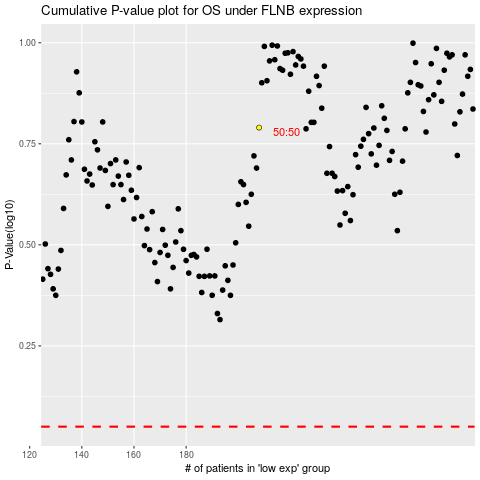 Cumulative P-value plot for OS under FLNB expression
P-Value(log10)
1.00
0.75
0.50
0.25
50:50
120 140 160 180
# of patients in 'low exp' group